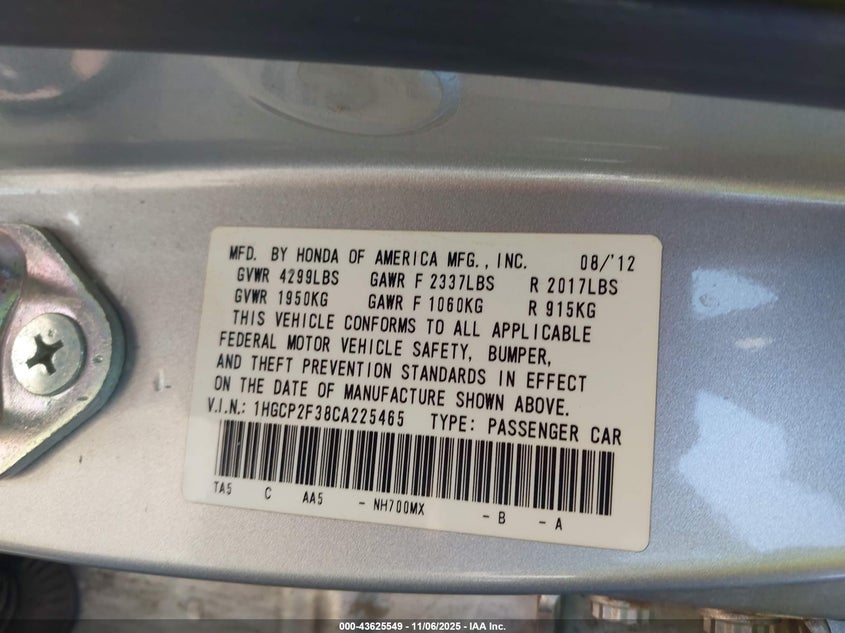 MFD. BY HONDA OF AMERICA MFG., INC. 08/'12
GVWR 4299LBS GAWR F 2337LBS R 2017LBS
GVWR 1950KG GAWR F 1060KG R 915KG
THIS VEHICLE CONFORMS TO ALL APPLICABLE
FEDERAL MOTOR VEHICLE SAFETY, BUMPER,
AND THEFT PREVENTION STANDARDS IN EFFECT
ON THE DATE OF MANUFACTURE SHOWN ABOVE.
V.I.N.: 1HGCP2F38CA225465 TYPE: PASSENGER CAR
TA5 C AA5 - NH700MX - B - A
000-43625549 - 11/06/2025 - IAA Inc.